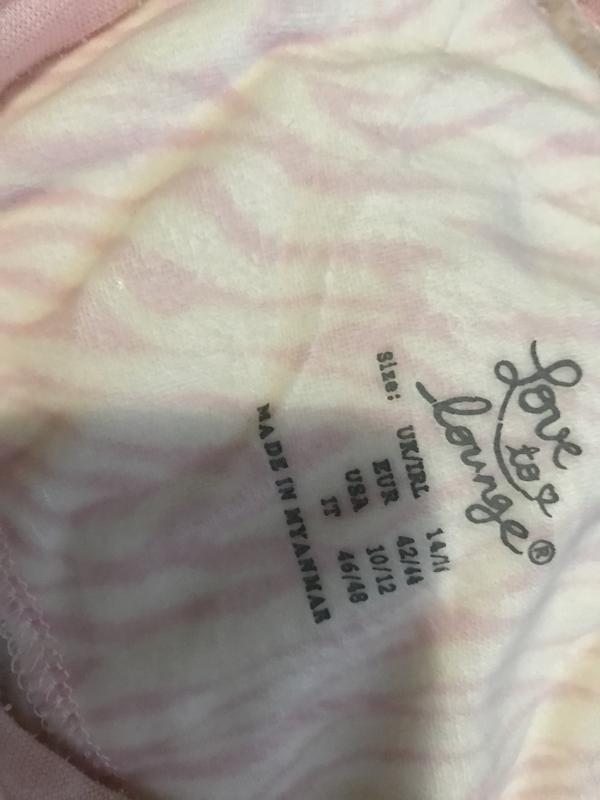 Love
to
lounge®
Size: UK/IRL 14/1
EUR 42/44
USA 10/12
IT 46/48
MADE IN MYANMAR